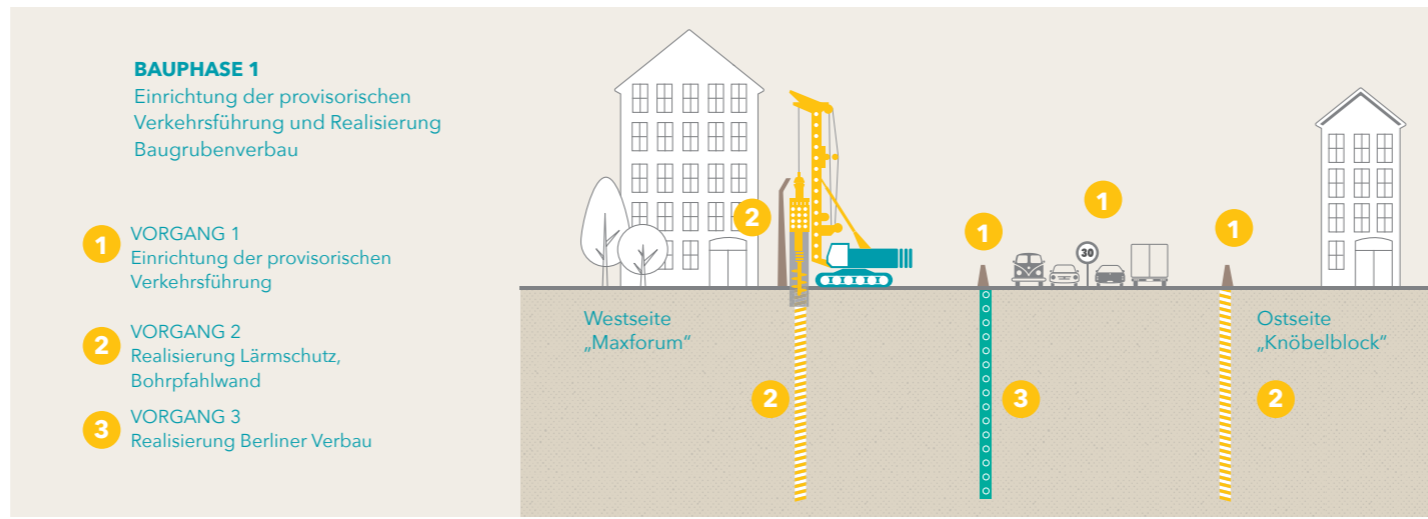 BAUPHASE 1
Einrichtung der provisorischen
Verkehrsführung und Realisierung
Baugrubenverbau
1
VORGANG 1
Einrichtung der provisorischen
Verkehrsführung
2
VORGANG 2
Realisierung Lärmschutz,
Bohrpfahlwand
3
VORGANG 3
Realisierung Berliner Verbau
2
1
1
30
1
Westseite
„Maxforum“
Ostseite
„Knöbelblock“
2
3
2